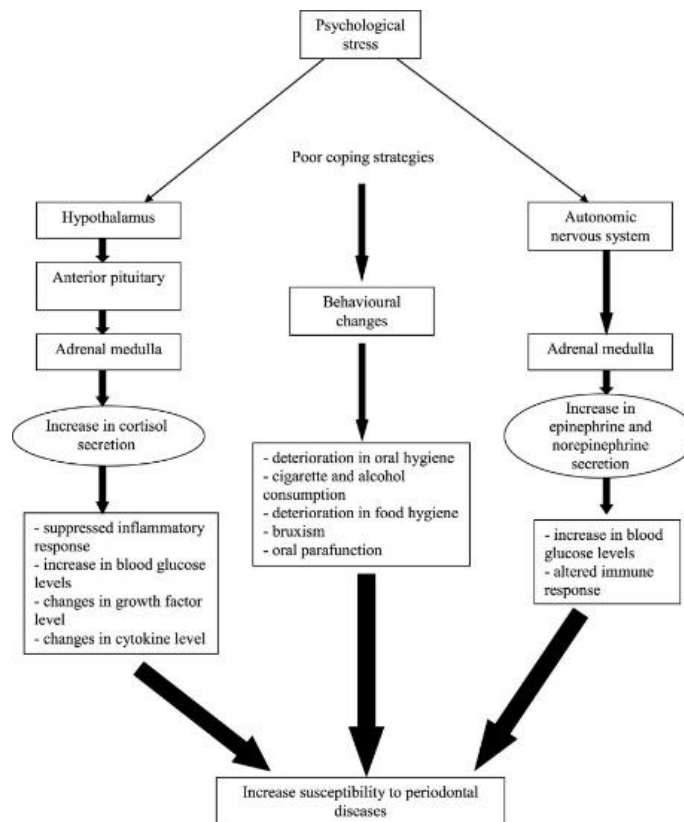 Psychological
stress
Poor coping strategies
Hypothalamus
Autonomic
nervous system
Anterior pituitary
Behavioural
changes
Adrenal medulla
Adrenal medulla
Increase in cortisol
secretion
Increase in
epinephrine and
norepinephrine
secretion
- deterioration in oral hygiene
- cigarette and alcohol
consumption
- deterioration in food hygiene
- bruxism
- oral parafunction
- suppressed inflammatory
response
- increase in blood glucose
levels
- changes in growth factor
level
- changes in cytokine level
- increase in blood
glucose levels
- altered immune
response
Increase susceptibility to periodontal
diseases